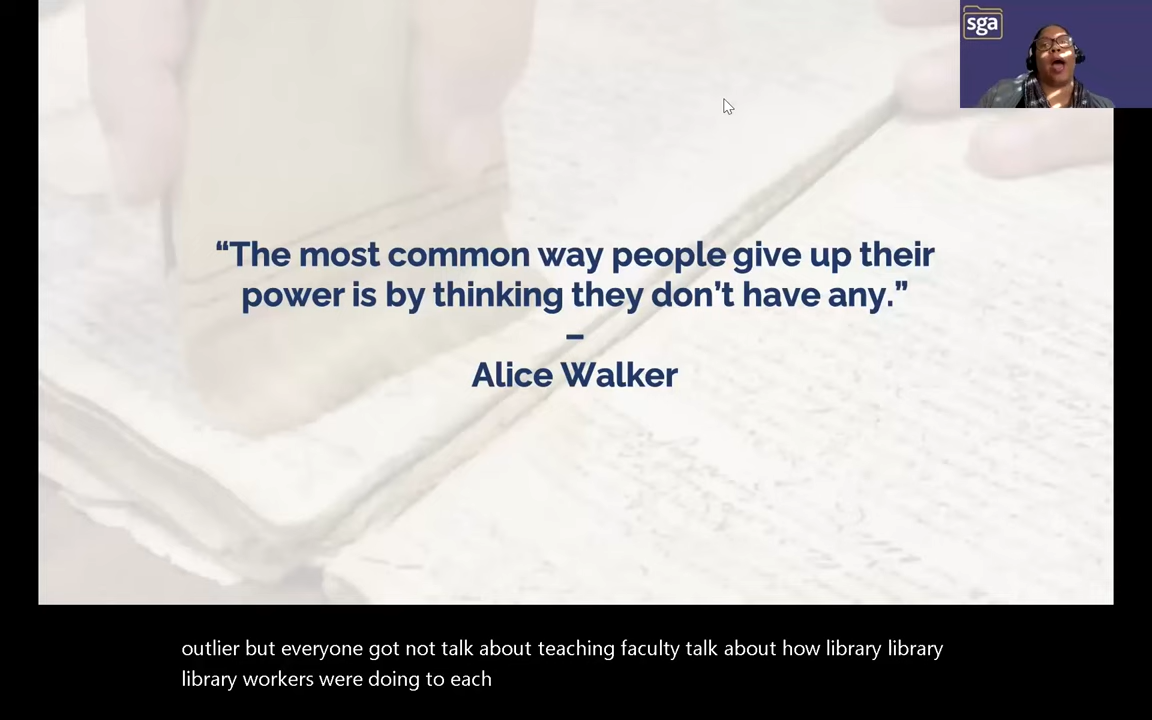 sga
“The most common way people give up their
power is by thinking they don’t have any.”
–
Alice Walker
outlier but everyone got not talk about teaching faculty talk about how library library
library workers were doing to each